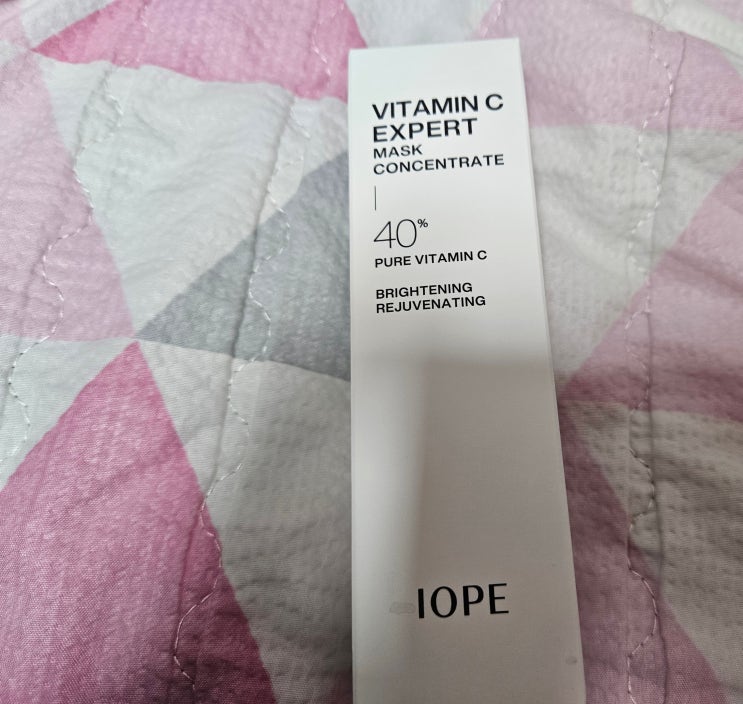 VITAMIN C
EXPERT
MASK
CONCENTRATE
40%
PURE VITAMIN C
BRIGHTENING
REJUVENATING
IOPE